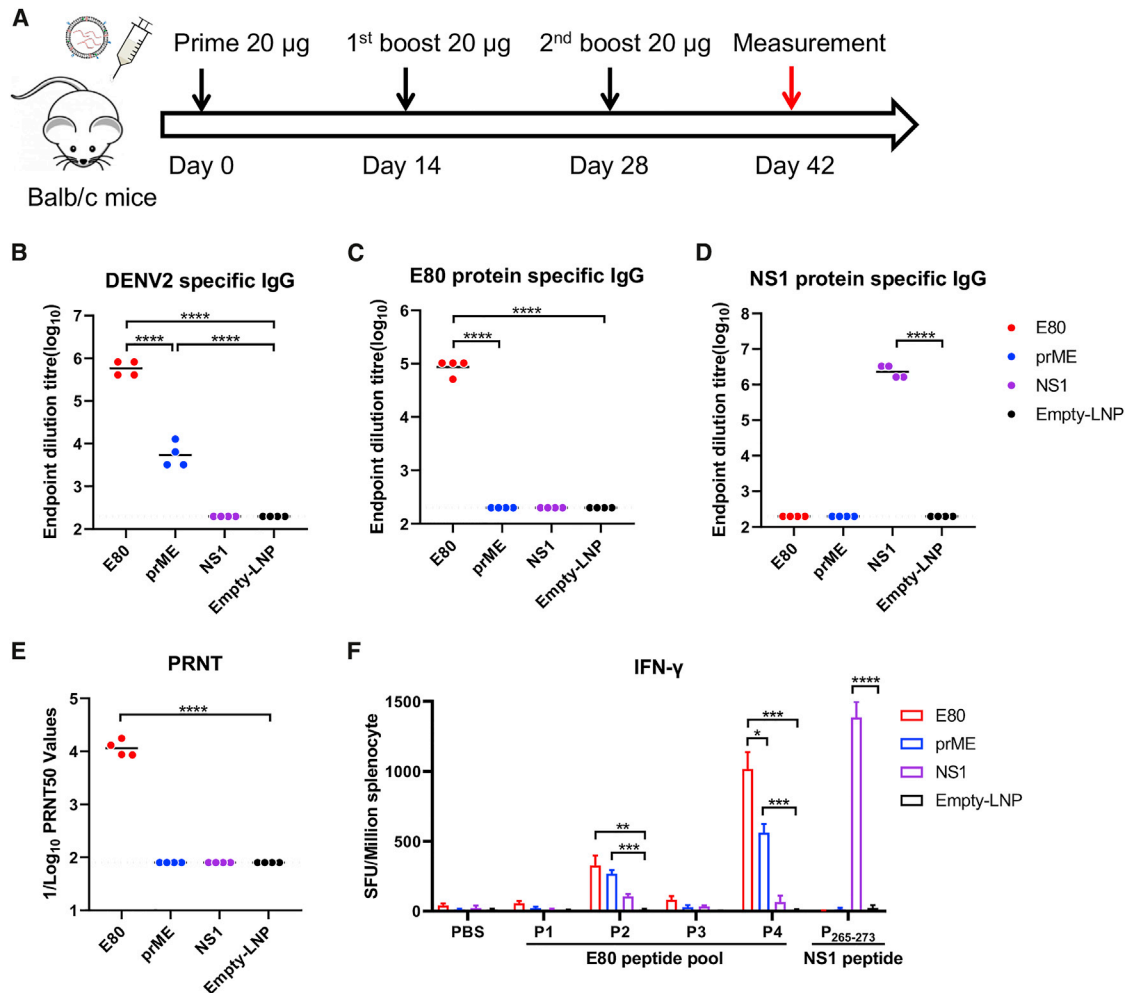 A
Prime 20 μg 1st boost 20 μg 2nd boost 20 μg Measurement
Day 0 Day 14 Day 28 Day 42
Balb/c mice
B
DENV2 specific IgG
Endpoint dilution titre(log10)
7
6
5
4
3
2
**** 
**** ****
E80 prME NS1 Empty-LNP
C
E80 protein specific IgG
Endpoint dilution titre(log10)
6
5
4
3
2
****
****
E80 prME NS1 Empty-LNP
D
NS1 protein specific IgG
Endpoint dilution titre(log10)
8
7
6
5
4
3
2
****
E80 prME NS1 Empty-LNP
E80
prME
NS1
Empty-LNP
E
PRNT
1/Log10 PRNT50 Values
5
4
3
2
1
****
E80 prME NS1 Empty-LNP
F
IFN-γ
SFU/Million splenocyte
1500
1000
500
0
**
***
***
*
***
****
PBS P1 P2 P3 P4 P265-273
E80 peptide pool NS1 peptide
E80
prME
NS1
Empty-LNP